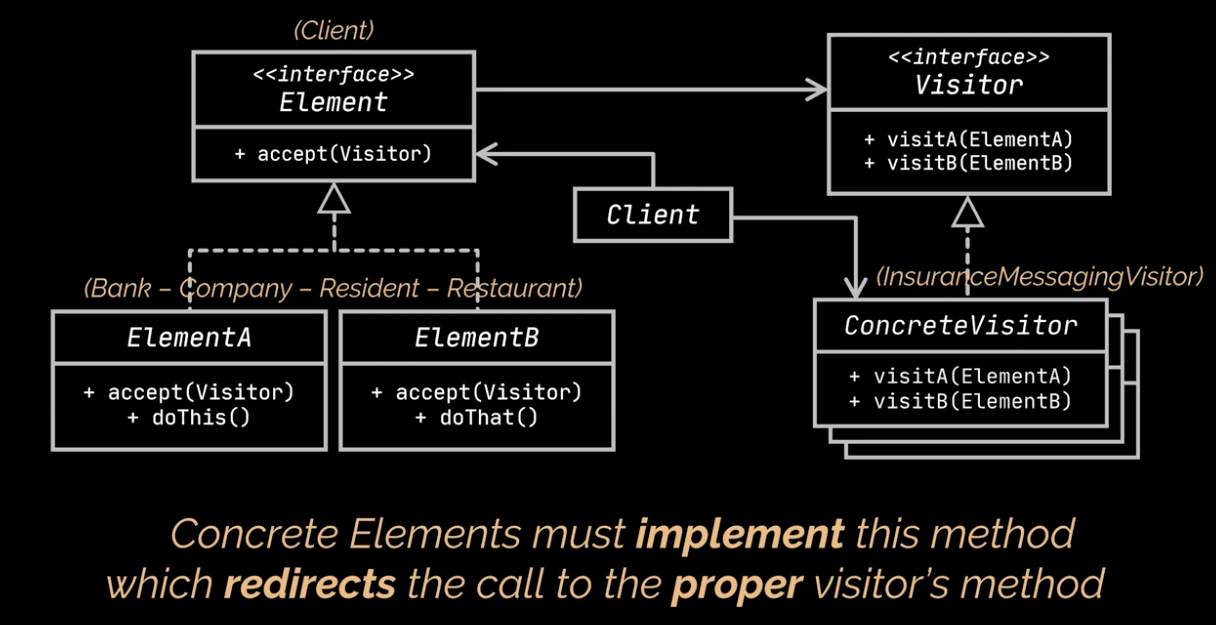 (Client)
<<interface>>
Element
+ accept(Visitor)
<<interface>>
Visitor
+ visitA(ElementA)
+ visitB(ElementB)
Client
(Bank – Company – Resident – Restaurant)
ElementA
+ accept(Visitor)
+ doThis()
ElementB
+ accept(Visitor)
+ doThat()
(InsuranceMessagingVisitor)
ConcreteVisitor
+ visitA(ElementA)
+ visitB(ElementB)
Concrete Elements must implement this method
which redirects the call to the proper visitor's method